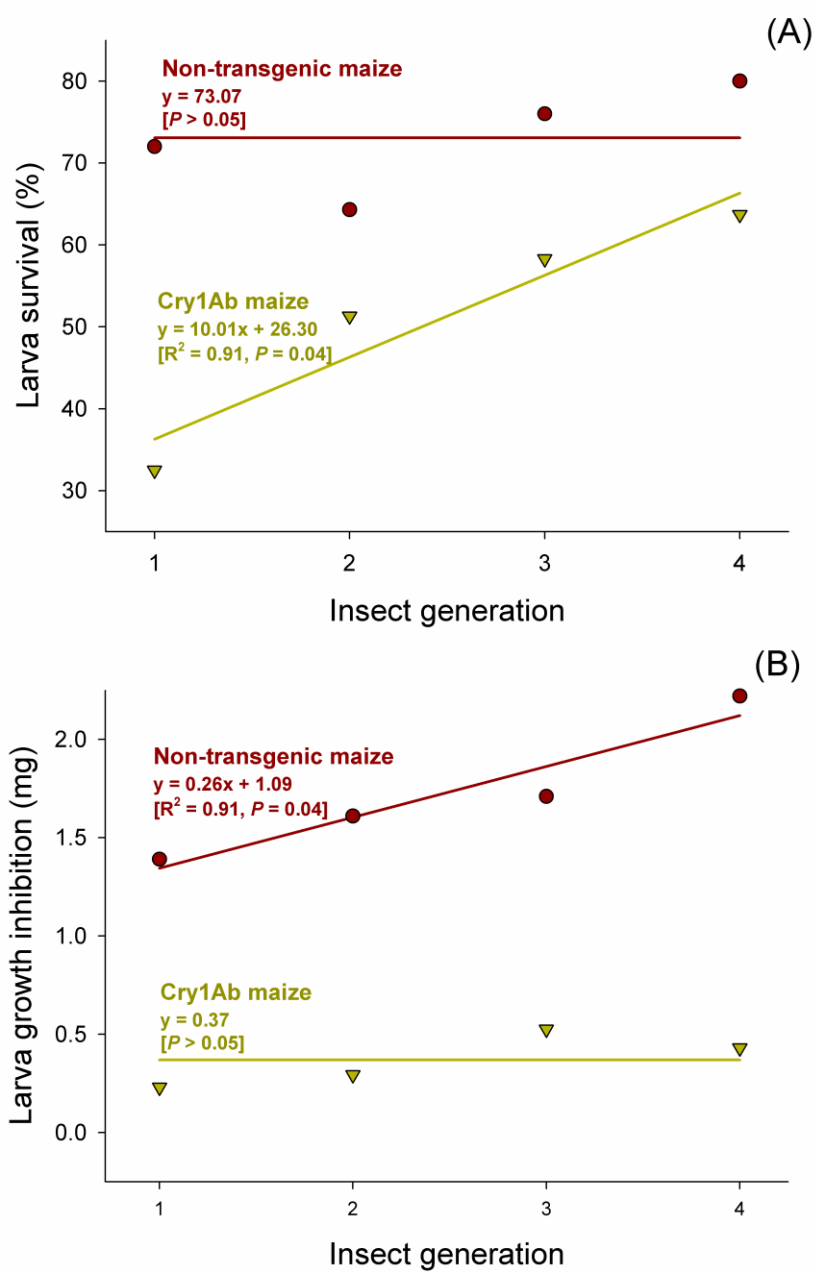 (A)
Non-transgenic maize
y = 73.07
[P > 0.05]
80
70
60
50
40
30
Larva survival (%)
Cry1Ab maize
y = 10.01x + 26.30
[R² = 0.91, P = 0.04]
1 2 3 4
Insect generation
(B)
Non-transgenic maize
y = 0.26x + 1.09
[R² = 0.91, P = 0.04]
2.0
1.5
1.0
0.5
0.0
Larva growth inhibition (mg)
Cry1Ab maize
y = 0.37
[P > 0.05]
1 2 3 4
Insect generation